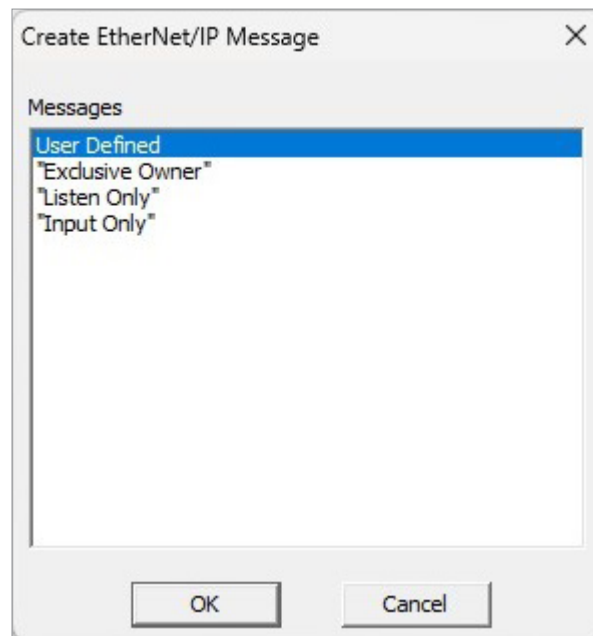 Create EtherNet/IP Message
Messages
User Defined
"Exclusive Owner"
"Listen Only"
"Input Only"
OK
Cancel